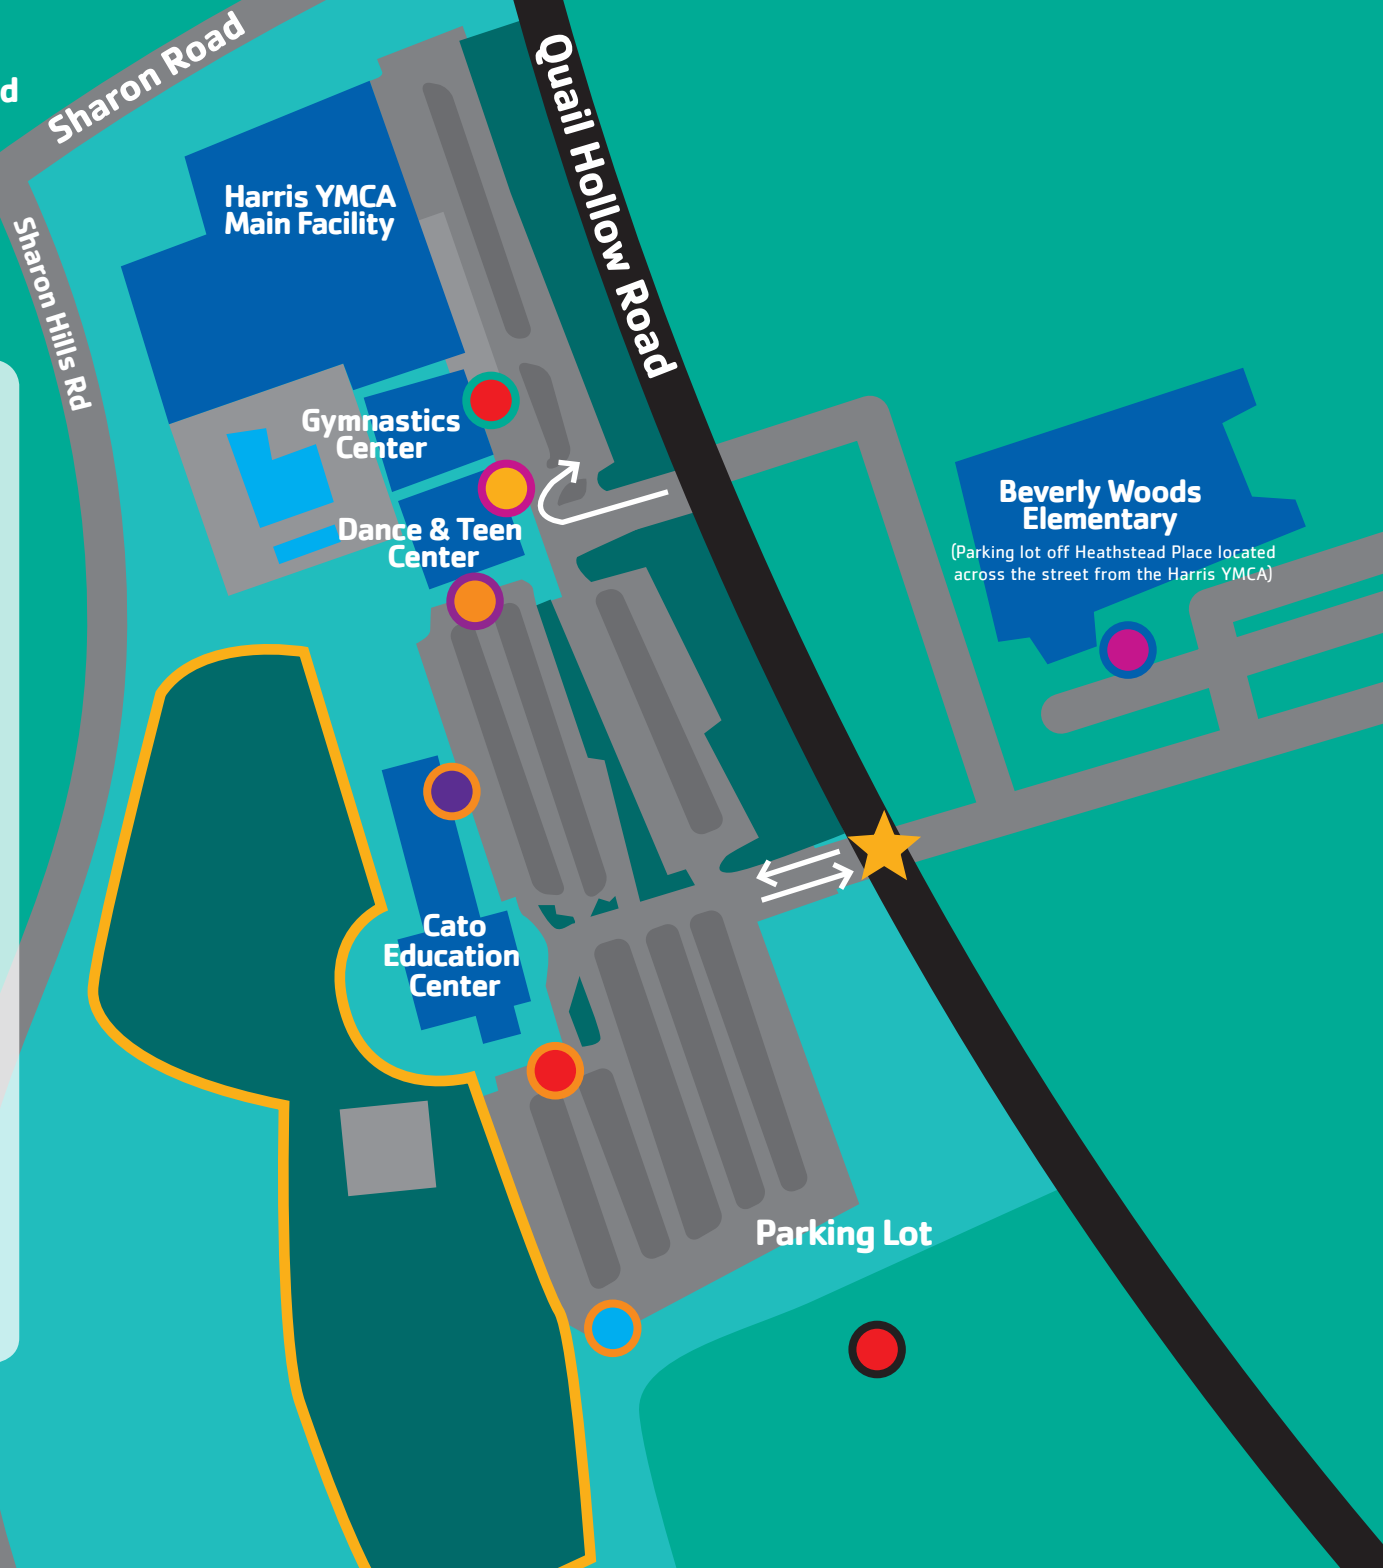 Sharon Road
d
Quail Hollow Road
Harris YMCA
Main Facility
Sharon Hills Rd
Gymnastics
Center
Dance & Teen
Center
Beverly Woods
Elementary
(Parking lot off Heathstead Place located
across the street from the Harris YMCA)
Cato
Education
Center
Parking Lot